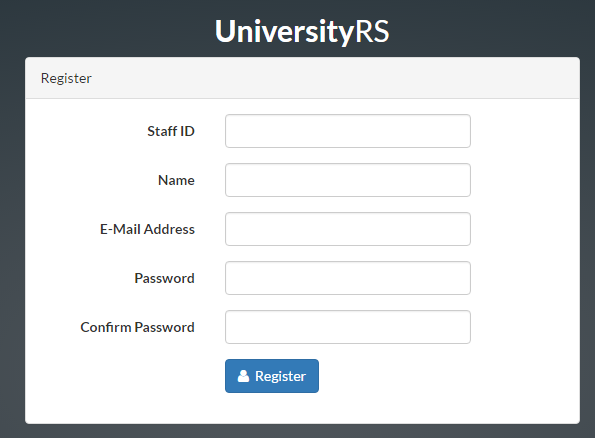 UniversityRS
Register
Staff ID
Name
E-Mail Address
Password
Confirm Password
Register